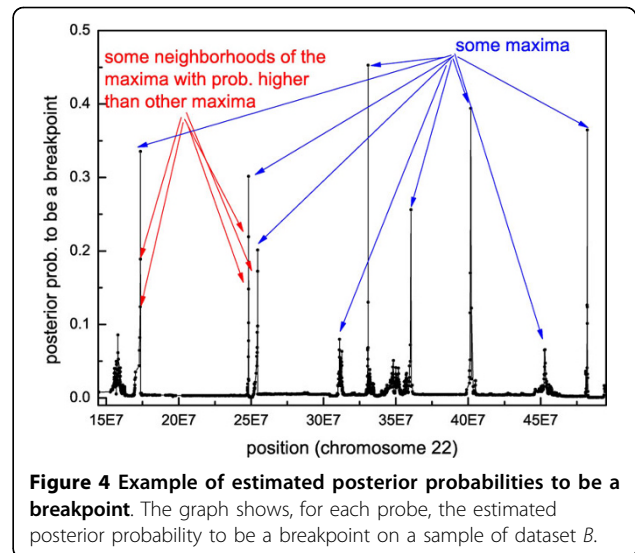 0.5
some neighborhoods of the
maxima with prob. higher
than other maxima
some maxima
0.4
0.3
0.2
0.1
0.0
posterior prob. to be a breakpoint
15E7 20E7 25E7 30E7 35E7 40E7 45E7
position (chromosome 22)
Figure 4 Example of estimated posterior probabilities to be a
breakpoint. The graph shows, for each probe, the estimated
posterior probability to be a breakpoint on a sample of dataset B.